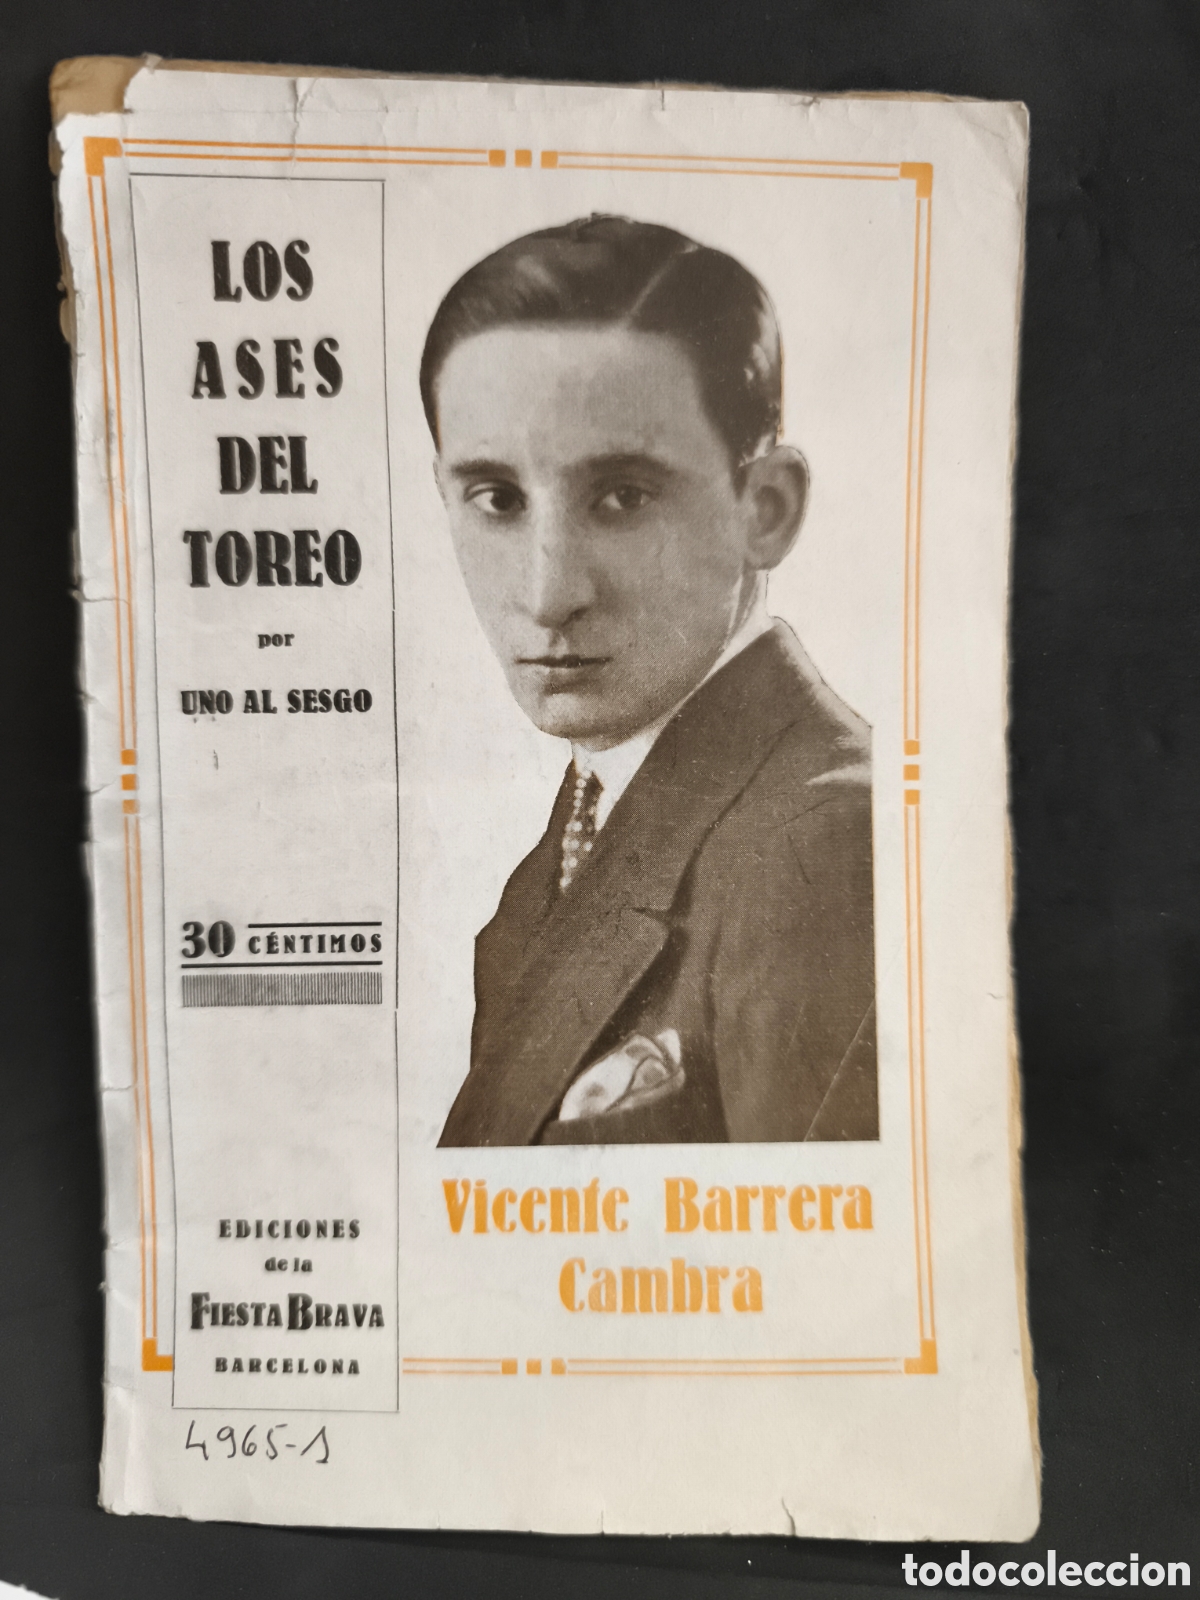 LOS
ASES
DEL
TOREO
por
UNO AL SESGO
30 CÉNTIMOS
EDICIONES
de la
FIESTA BRAVA
BARCELONA
Vicente Barrera
Cambra
4965-1
todocoleccion